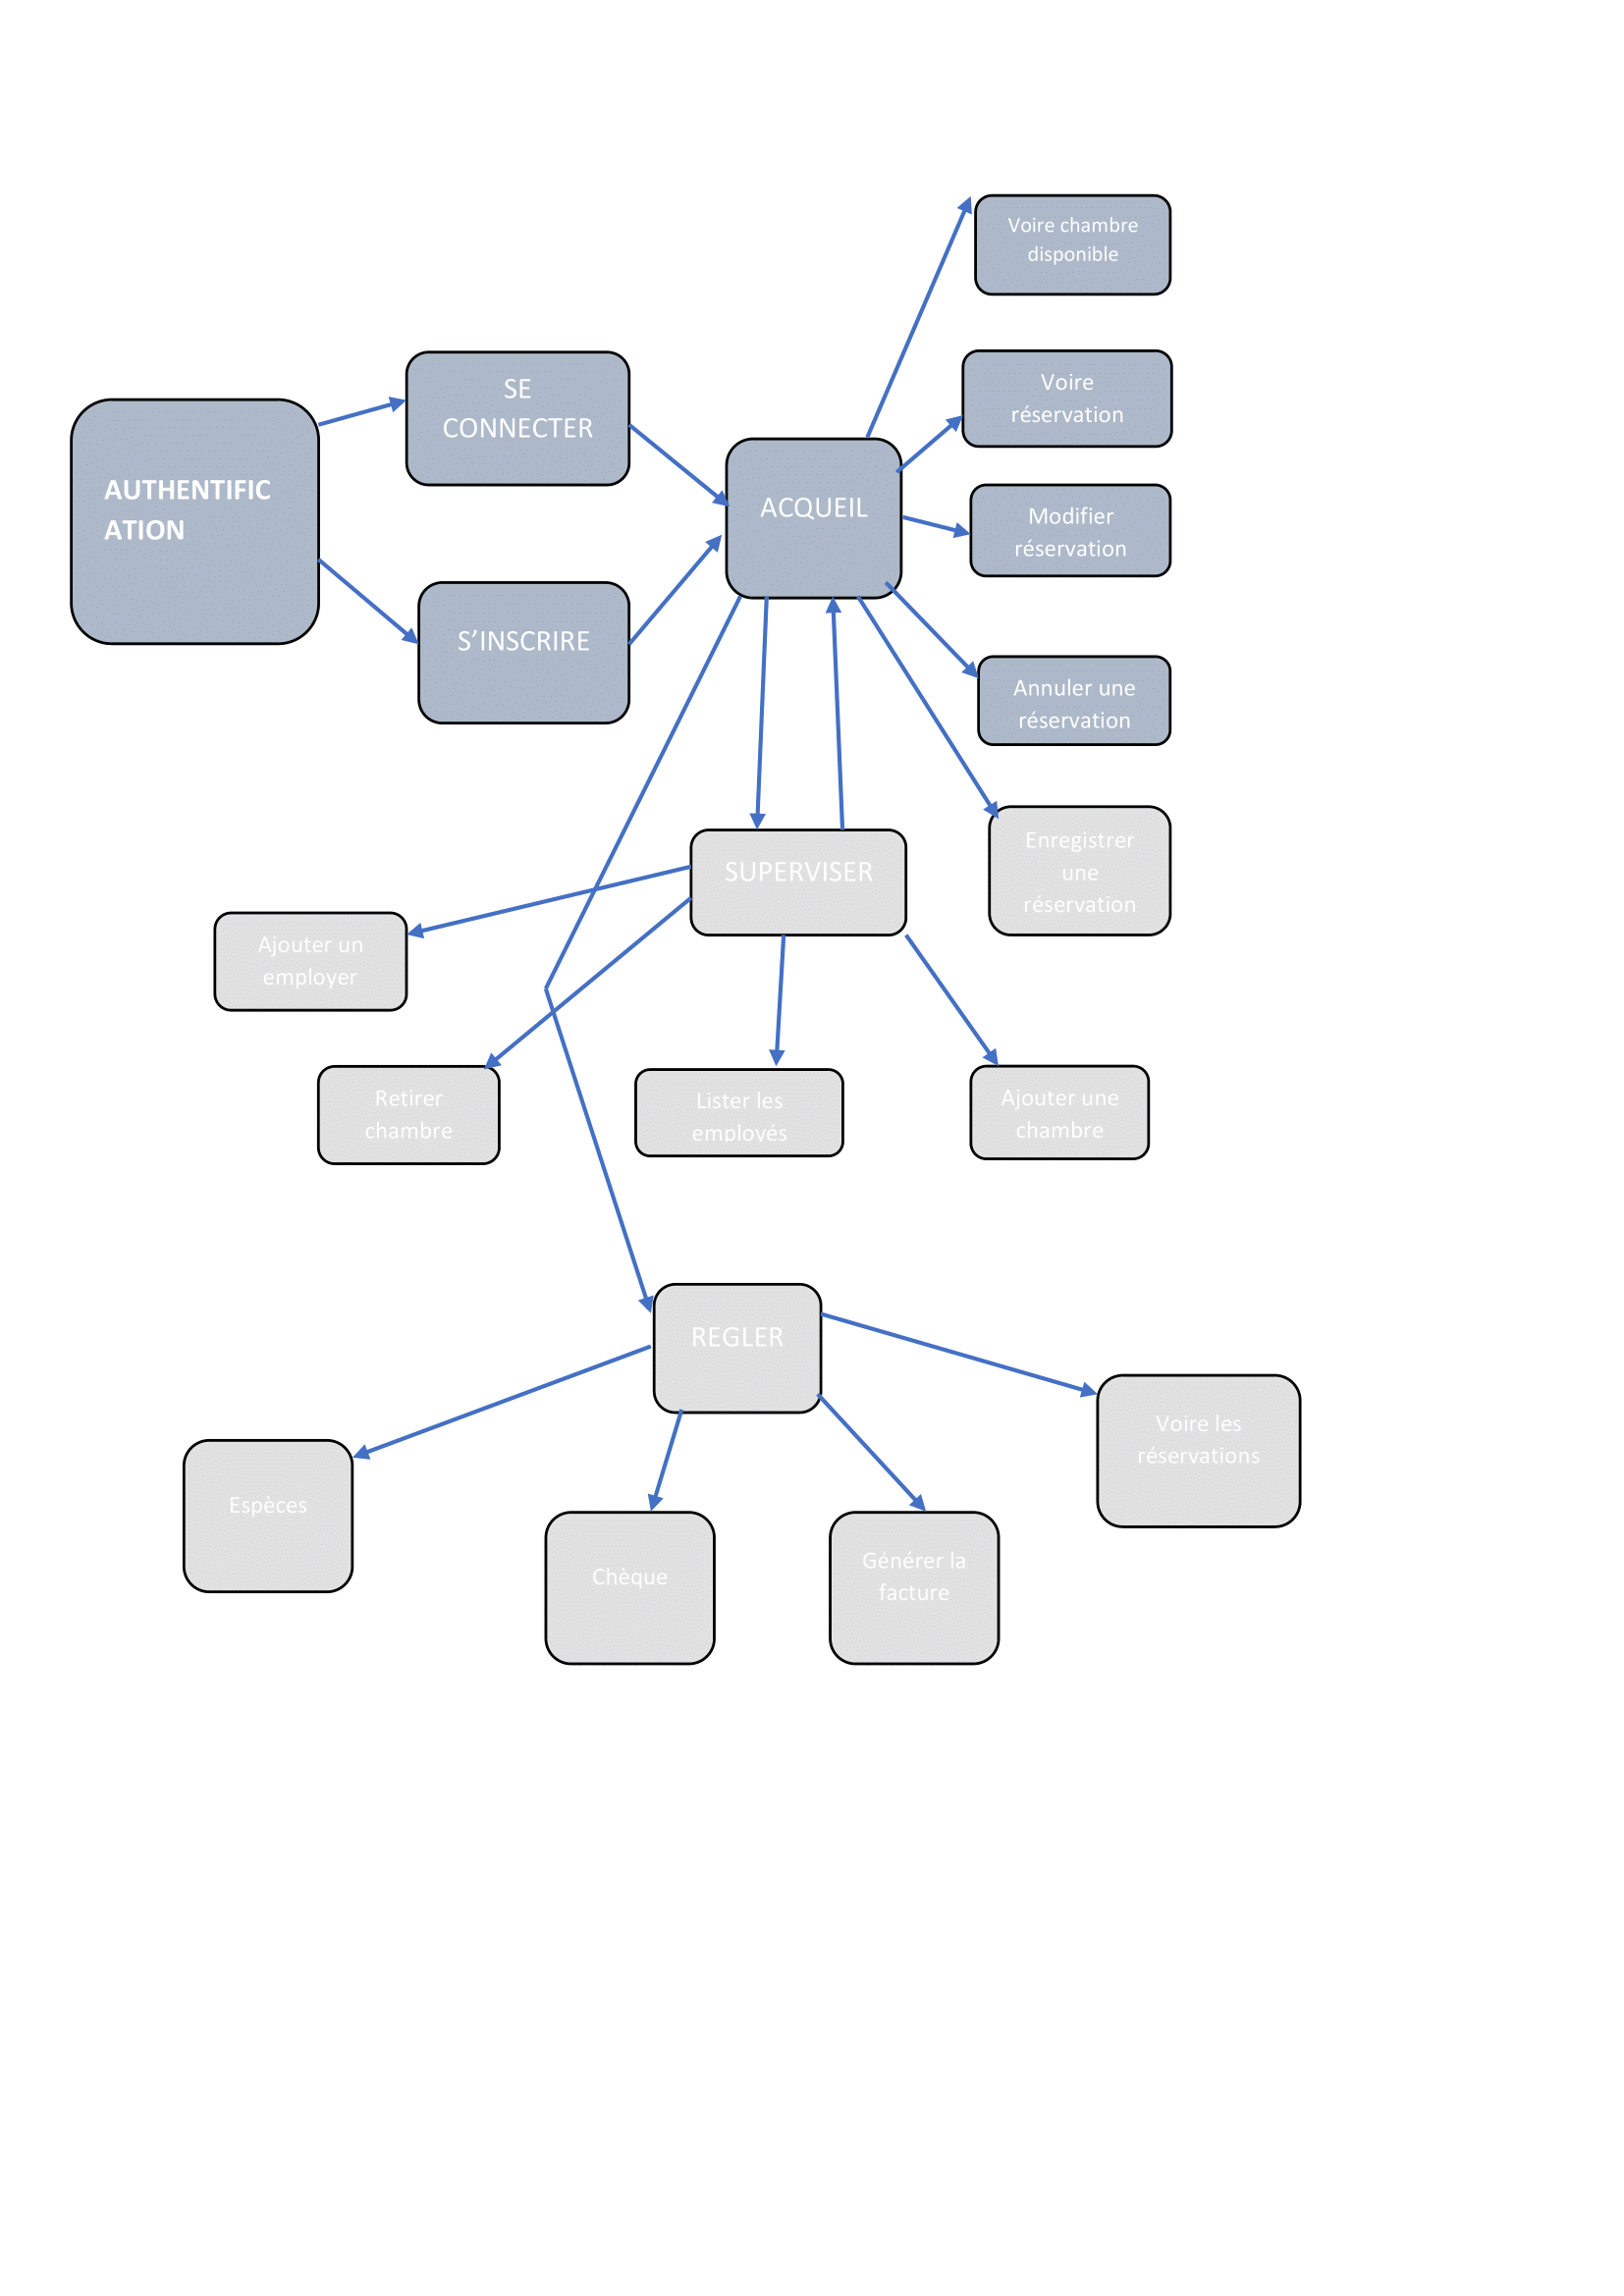 Voire chambre
disponible
SE
CONNECTER
Voire
réservation
AUTHENTIFIC
ATION
ACQUEIL
Modifier
réservation
S’INSCRIRE
Annuler une
réservation
SUPERVISER
Enregistrer
une
réservation
Ajouter un
employer
Retirer
chambre
Lister les
employés
Ajouter une
chambre
REGLER
Voire les
réservations
Espèces
Chèque
Générer la
facture